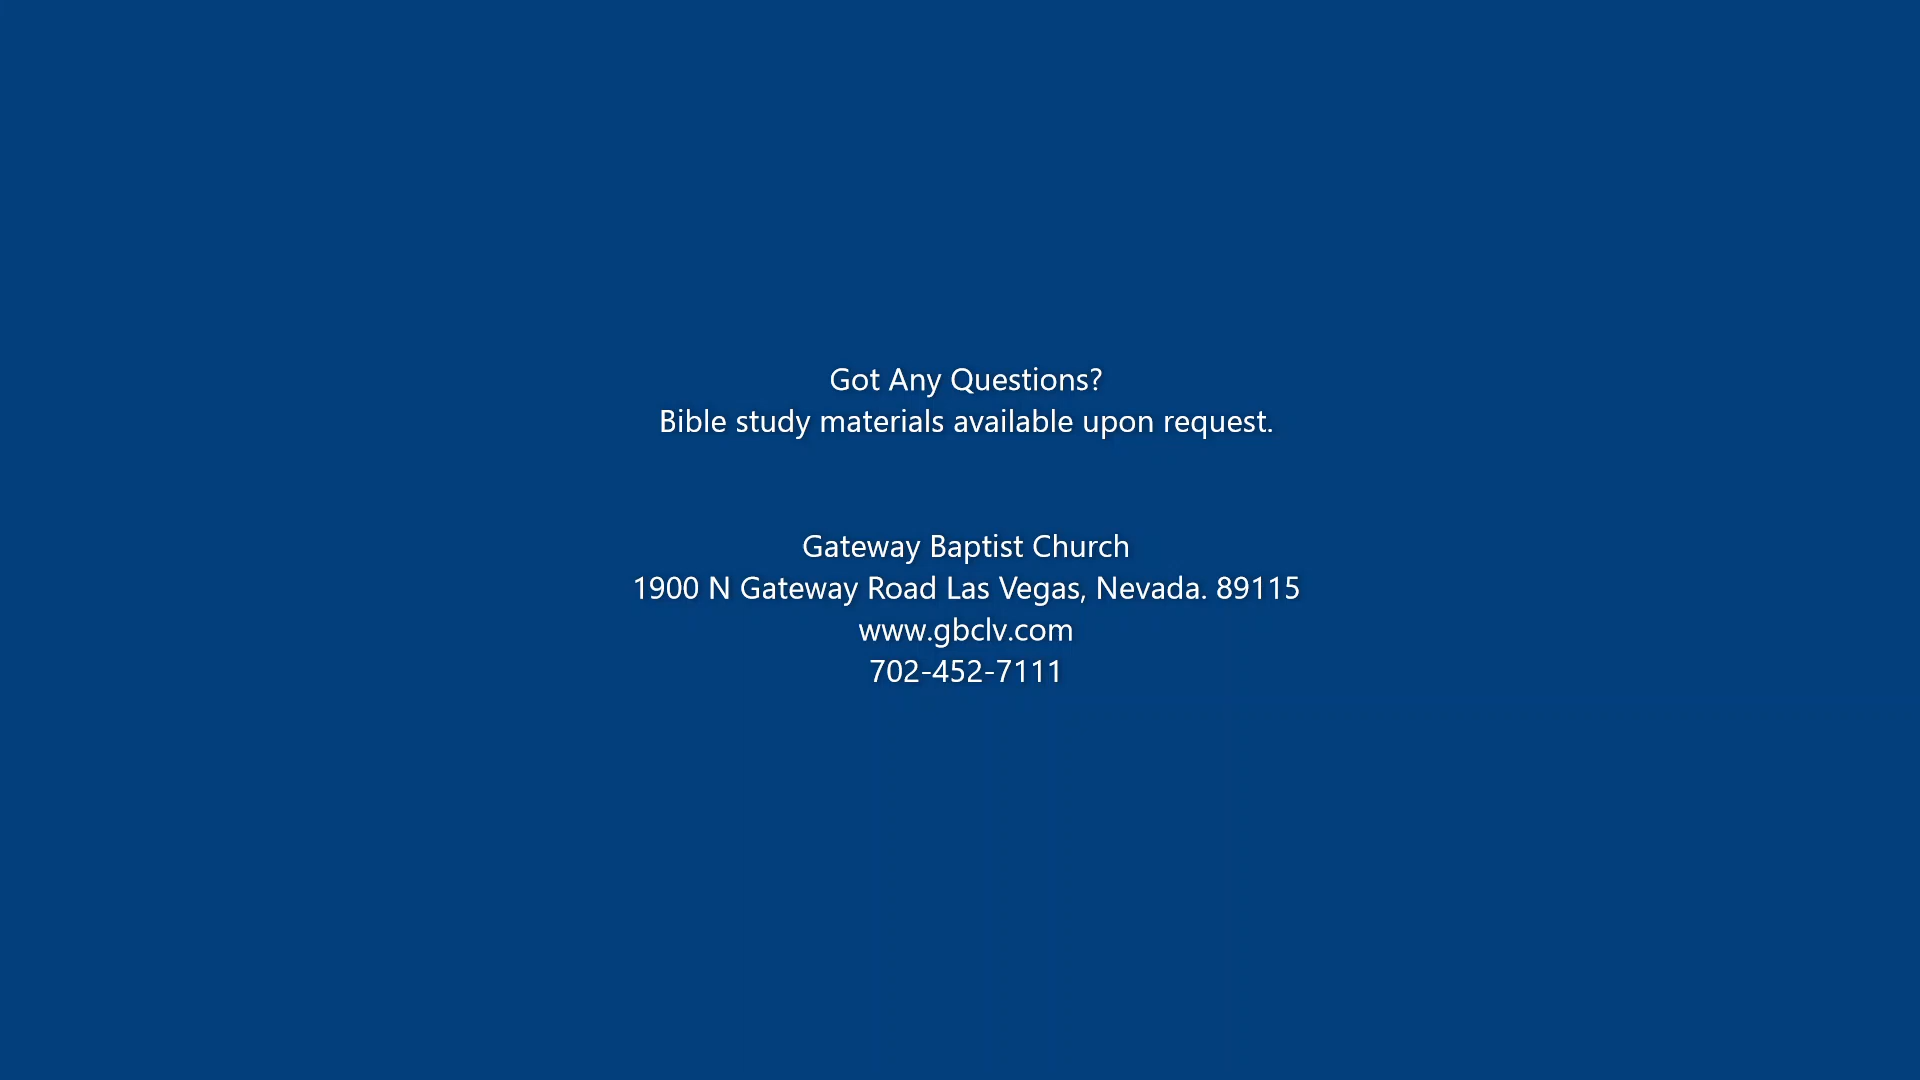 Got Any Questions?
Bible study materials available upon request.
Gateway Baptist Church
1900 N Gateway Road Las Vegas, Nevada. 89115
www.gbclv.com
702-452-7111